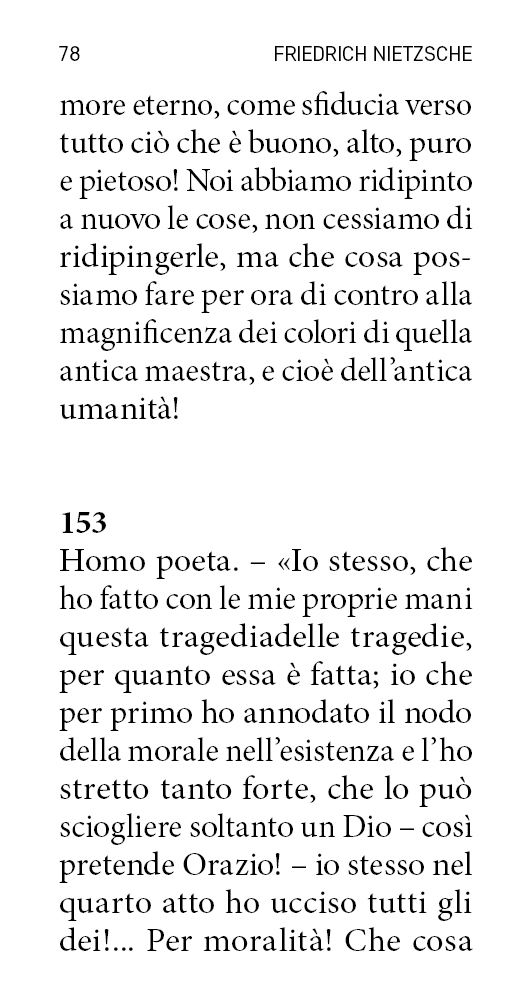 78 FRIEDRICH NIETZSCHE
more eterno, come sfiducia verso
tutto ciò che è buono, alto, puro
e pietoso! Noi abbiamo ridipinto
a nuovo le cose, non cessiamo di
ridipingerle, ma che cosa pos-
siamo fare per ora di contro alla
magnificenza dei colori di quella
antica maestra, e cioè dell’antica
umanità!
153
Homo poeta. – «Io stesso, che
ho fatto con le mie proprie mani
questa tragediadelle tragedie,
per quanto essa è fatta; io che
per primo ho annodato il nodo
della morale nell’esistenza e l’ho
stretto tanto forte, che lo può
sciogliere soltanto un Dio – così
pretende Orazio! – io stesso nel
quarto atto ho ucciso tutti gli
dei!... Per moralità! Che cosa